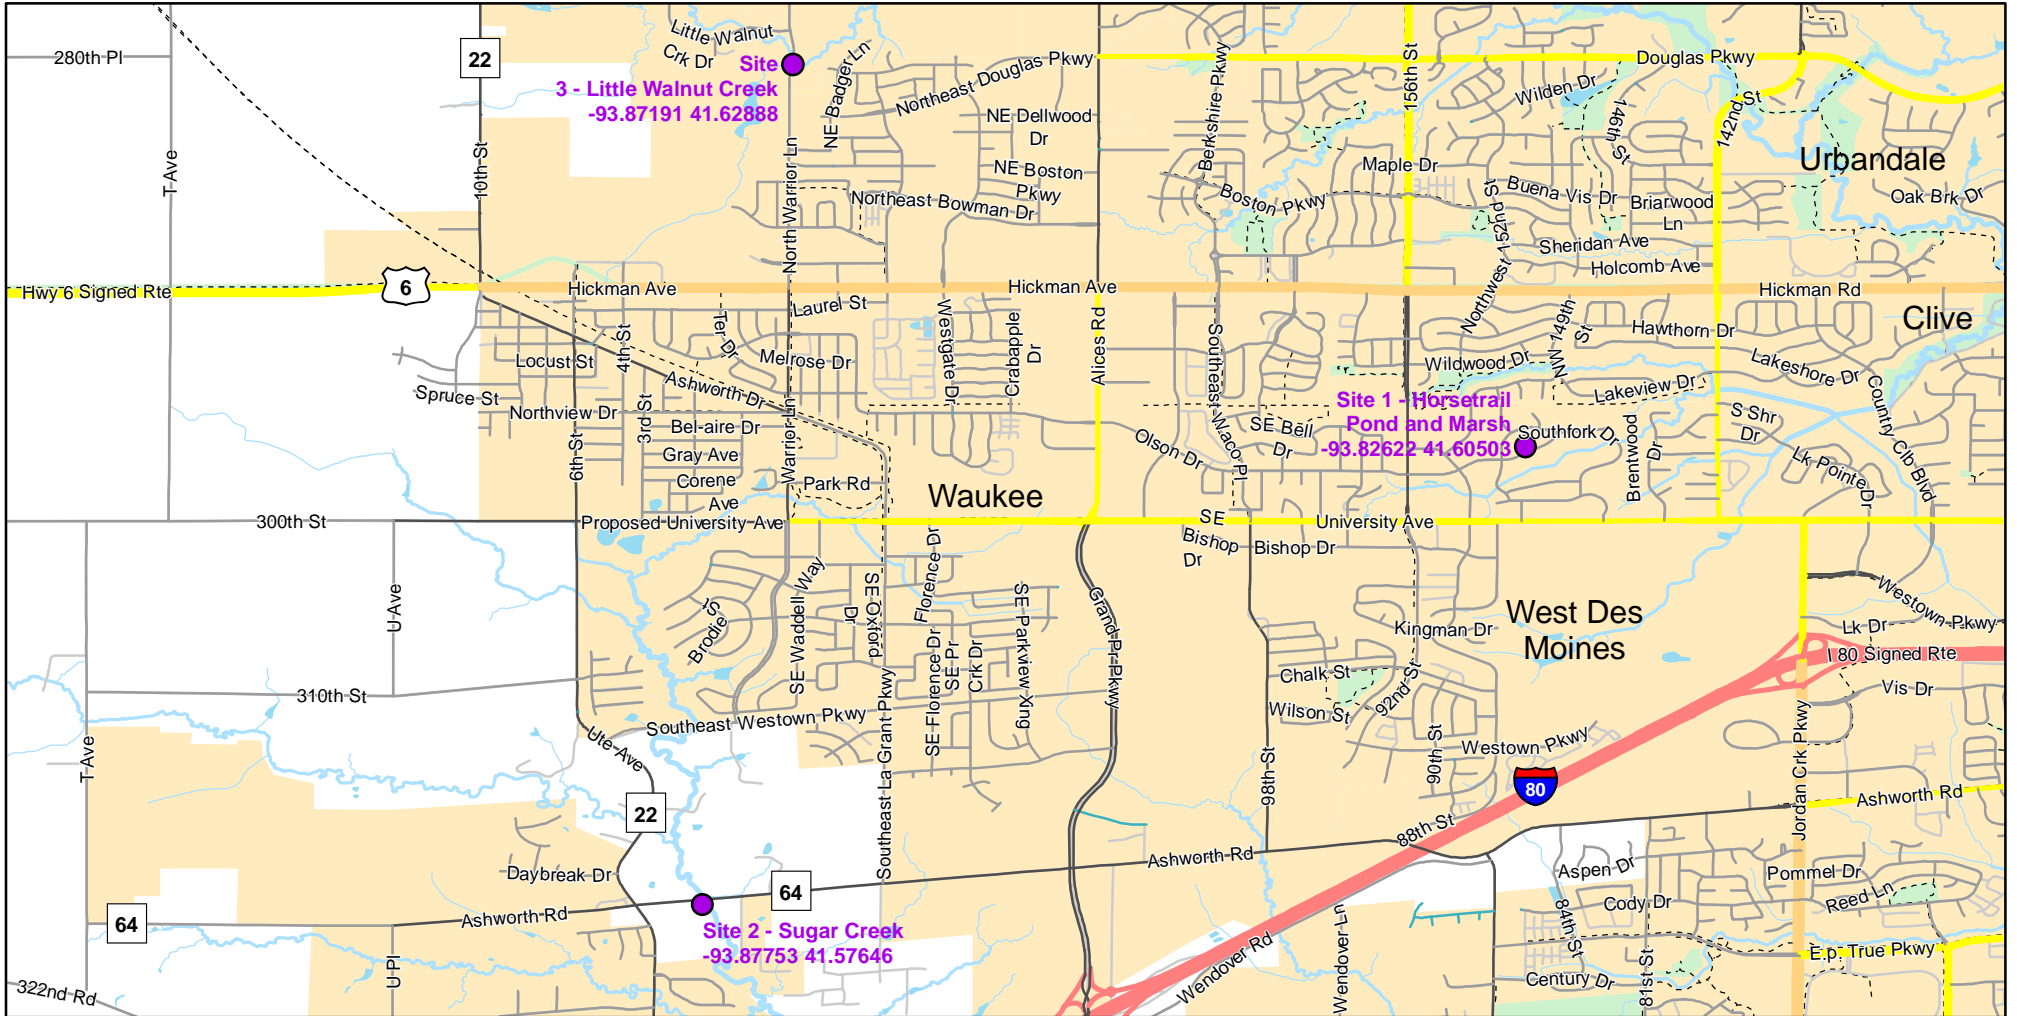 Little Walnut
Crk Dr
280th Pl
22
Site
3 - Little Walnut Creek
-93.87191 41.62888
NE Badger Ln
Northeast Douglas Pkwy
NE Dellwood
Dr
NE Boston
Pkwy
Northeast Bowman Dr
North Warrior Ln
T Ave
10th St
Berkshire Pkwy
156th St
Douglas Pkwy
Wilden Dr
146th St
142nd St
Maple Dr
Urbandale
Boston Pkwy
Buena Vis Dr
Briarwood
Ln
Oak Brk Dr
152nd St
Northwest
Sheridan Ave
Holcomb Ave
Hwy 6 Signed Rte
6
Hickman Ave
Hickman Ave
Hickman Rd
Laurel St
Ter Dr
Westgate Dr
Crabapple
Dr
Alices Rd
Southeast Waco Pl
NW 149th
St
Hawthorn Dr
Clive
Locust St
4th St
Melrose Dr
Wildwood Dr
Lakeshore Dr
Spruce St
Ashworth Dr
Lakeview Dr
Country Clb Blvd
Northview Dr
3rd St
Bel-aire Dr
Warrior Ln
Site 1 - Horsetrail
Pond and Marsh
-93.82622 41.60503
SE Bell
Dr
Southfork Dr
S Shr
Dr
Gray Ave
Olson Dr
Brentwood
Dr
Lk Pointe Dr
6th St
Corene
Ave
Park Rd
Waukee
300th St
Proposed University Ave
SE
Bishop
Dr
University Ave
Bishop Dr
U Ave
Brodie St
SE Waddell Way
SE Oxford
Dr
Florence Dr
SE Florence Dr
SE Pr
Crk Dr
SE Parkview Xing
Grand Pr Pkwy
West Des
Moines
Kingman Dr
Westown Pkwy
Lk Dr
I 80 Signed Rte
310th St
Chalk St
Wilson St
92nd St
Vis Dr
Southeast Westown Pkwy
Ute Ave
T Ave
Southeast La Grant Pkwy
98th St
90th St
Westown Pkwy
80
Jordan Crk Pkwy
Ashworth Rd
22
88th St
Ashworth Rd
Daybreak Dr
64
Aspen Dr
Pommel Dr
Cody Dr
Reed Ln
64
Ashworth Rd
Site 2 - Sugar Creek
-93.87753 41.57646
84th St
U Pl
Wendover Rd
Wendover Ln
E.p. True Pkwy
Century Dr
81st St
322nd Rd